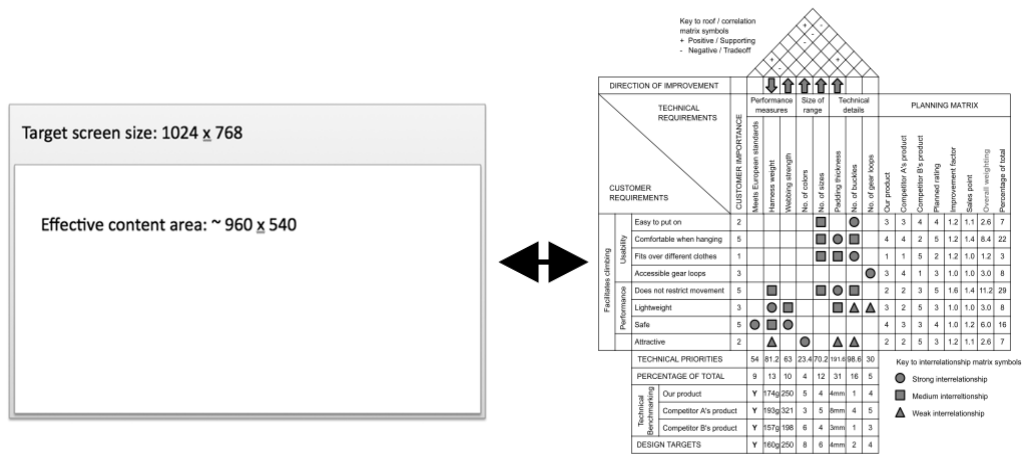 Target screen size: 1024 x 768
Effective content area: ~ 960 x 540
Key to roof / correlation
matrix symbols
+ Positive / Supporting
- Negative / Tradeoff
DIRECTION OF IMPROVEMENT
TECHNICAL
REQUIREMENTS
CUSTOMER
REQUIREMENTS
CUSTOMER IMPORTANCE
Performance
measures
Size of
range
Technical
details
PLANNING MATRIX
Meets European standards
Harness weight
Webbing strength
No. of colors
No. of sizes
Padding thickness
No. of buckles
No. of gear loops
Our product
Competitor A's product
Competitor B's product
Planned rating
Improvement factor
Sales point
Overall weighting
Percentage of total
Facilitates climbing
Usability
Easy to put on 2 3 3 4 4 1.2 1.1 2.6 7
Comfortable when hanging 5 4 4 2 5 1.2 1.4 8.4 22
Fits over different clothes 1 1 1 5 2 1.2 1.0 1.2 3
Accessible gear loops 3 3 4 1 3 1.0 1.0 3.0 8
Performance
Does not restrict movement 5 2 2 3 5 1.6 1.4 11.2 29
Lightweight 3 3 2 5 3 1.0 1.0 3.0 8
Safe 5 4 3 3 4 1.0 1.2 6.0 16
Attractive 2 2 2 5 3 1.2 1.1 2.6 7
TECHNICAL PRIORITIES 54 81.2 63 23.4 70.2 191.6 98.6 30
PERCENTAGE OF TOTAL 9 13 10 4 12 31 16 5
Technical
Benchmarking
Our product Y 174g 250 5 4 4mm 1 4
Competitor A's product Y 193g 321 3 5 8mm 4 5
Competitor B's product Y 157g 198 6 4 3mm 1 3
DESIGN TARGETS Y 160g 250 8 6 4mm 2 4
Key to interrelationship matrix symbols
Strong interrelationship
Medium interreltionship
Weak interrelationship